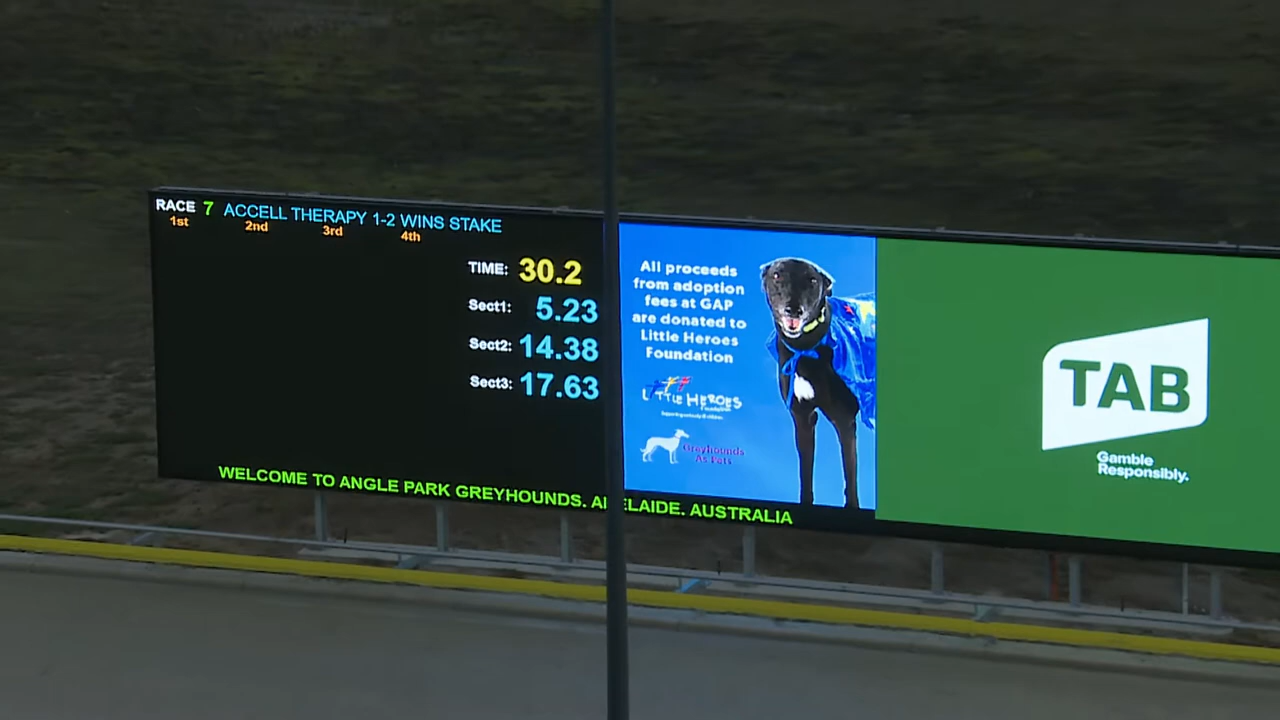 RACE 7 ACCELL THERAPY 1-2 WINS STAKE
1st 2nd 3rd 4th
TIME: 30.2
Sect1: 5.23
Sect2: 14.38
Sect3: 17.63
All proceeds
from adoption
fees at GAP
are donated to
Little Heroes
Foundation
LITTLE HEROES
Foundation
Greyhounds
As Pets
TAB
Gamble
Responsibly.
WELCOME TO ANGLE PARK GREYHOUNDS. ADELAIDE. AUSTRALIA